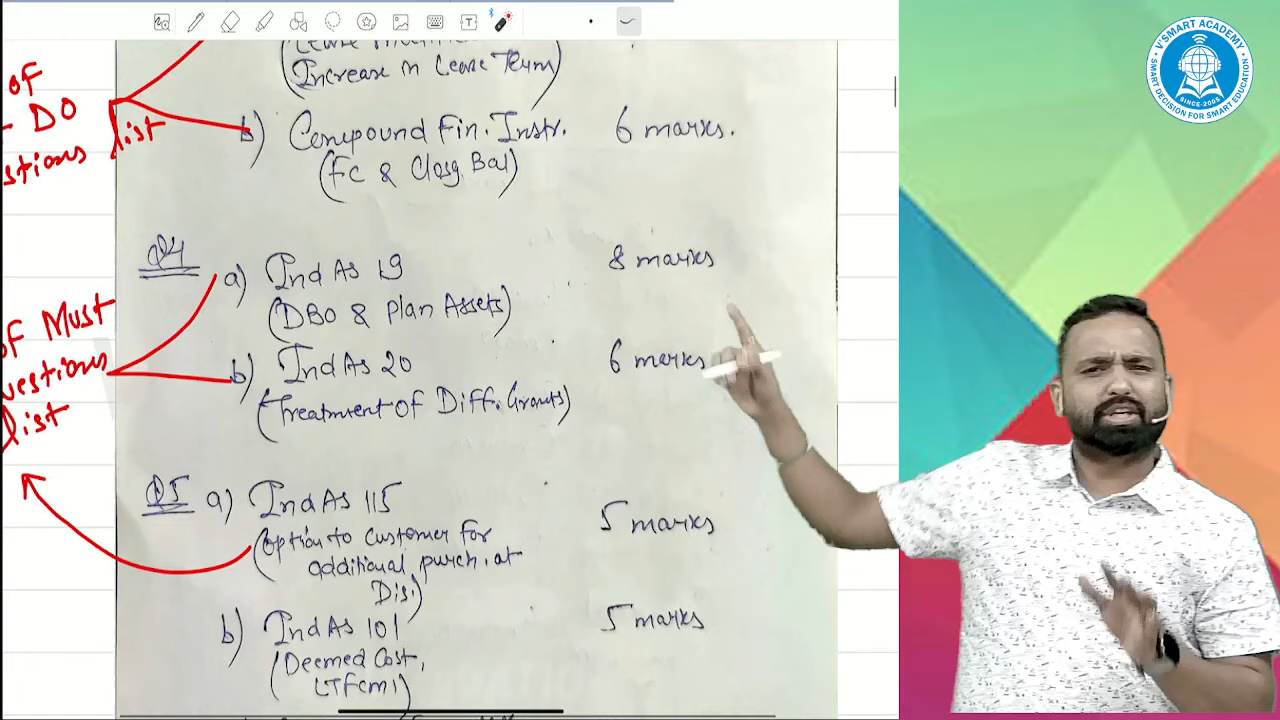 (Increase in Lease Term)
of
DO
stions
list
b) Compound Fin. Instr. 6 marks.
(FC & Closg Bal)
Q4
a) Ind As 19 8 marks
(DBO & Plan Assets)
of Must
uestions
list
b) Ind As 20 6 marks
(Treatment of Diff. Grants)
Q5 a) Ind As 115 5 marks
(option to customer for
additional purch. at
Dis.)
b) Ind As 101 5 marks
(Deemed Cost,
LTFCMI)
V'SMART ACADEMY
SINCE-2005
SMART DECISION FOR SMART EDUCATION